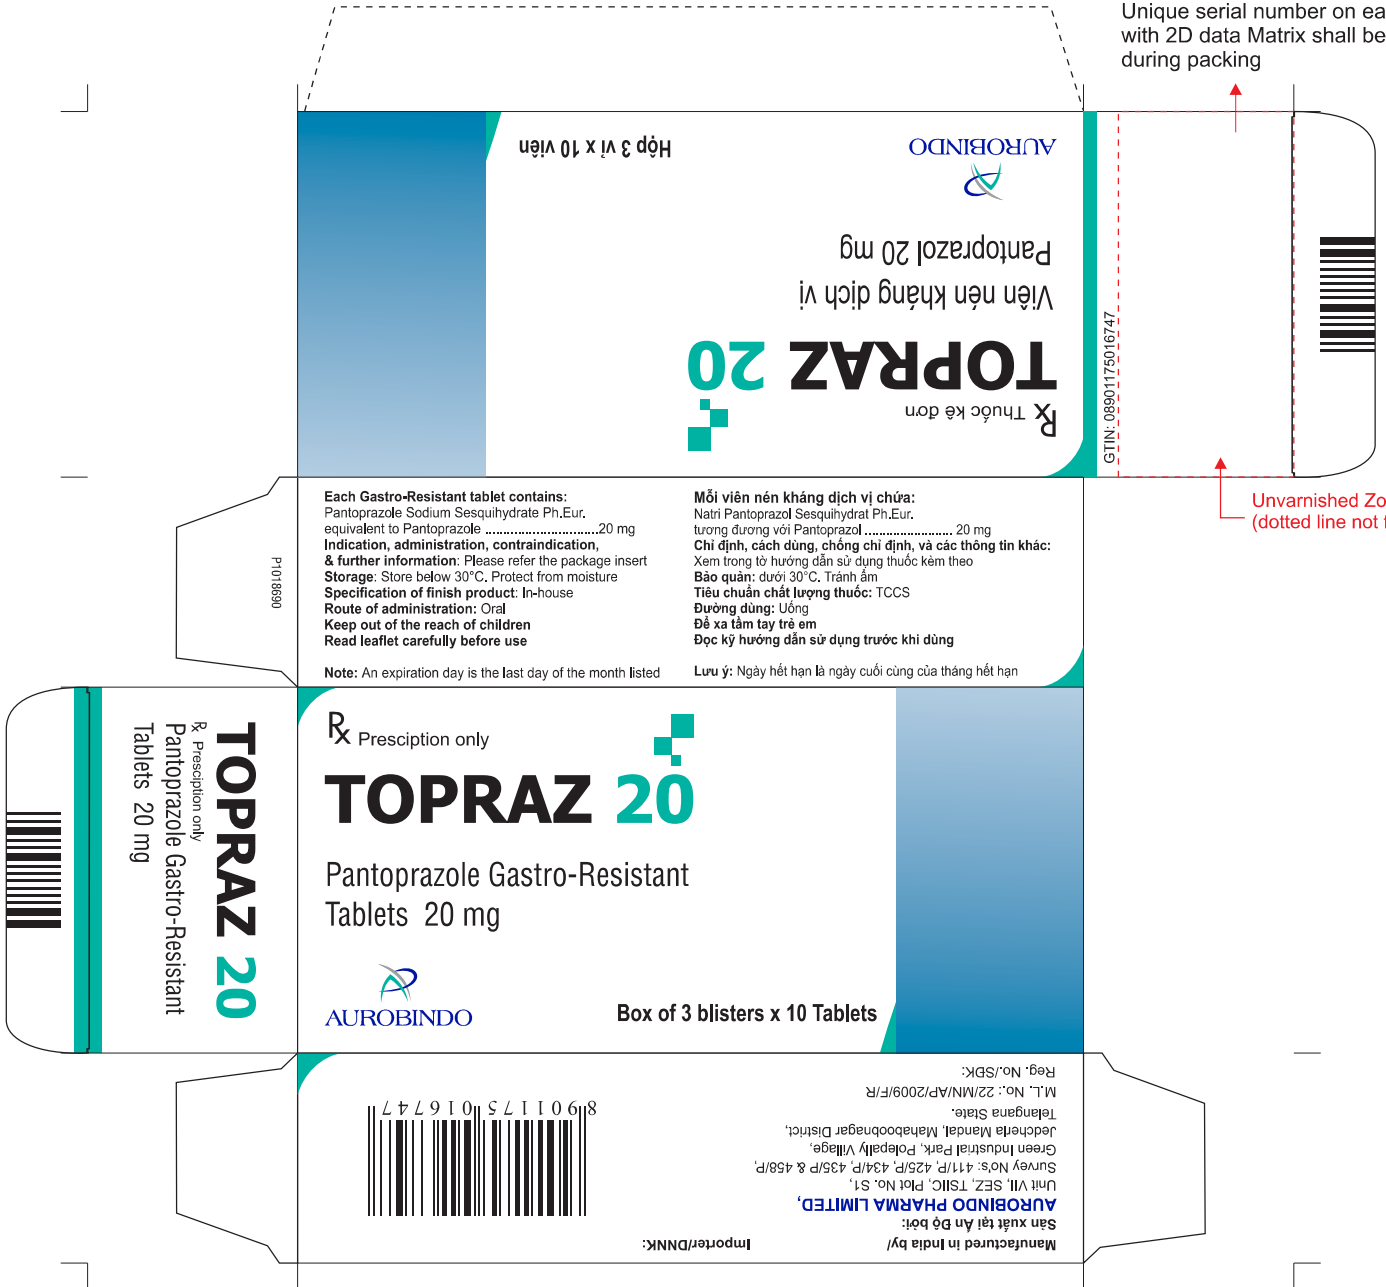 Unique serial number on ea
with 2D data Matrix shall be
during packing
Rx Thuốc kê đơn
TOPRAZ 20
Viên nén kháng dịch vị
Pantoprazol 20 mg
AUROBINDO
Hộp 3 vỉ x 10 viên
GTIN: 08901175016747
Unvarnished Zo
(dotted line not f
P1018690
Each Gastro-Resistant tablet contains:
Pantoprazole Sodium Sesquihydrate Ph.Eur.
equivalent to Pantoprazole ............................20 mg
Indication, administration, contraindication,
& further information: Please refer the package insert
Storage: Store below 30°C. Protect from moisture
Specification of finish product: In-house
Route of administration: Oral
Keep out of the reach of children
Read leaflet carefully before use
Note: An expiration day is the last day of the month listed
Mỗi viên nén kháng dịch vị chứa:
Natri Pantoprazol Sesquihydrat Ph.Eur.
tương đương với Pantoprazol ...................... 20 mg
Chỉ định, cách dùng, chống chỉ định, và các thông tin khác:
Xem trong tờ hướng dẫn sử dụng thuốc kèm theo
Bảo quản: dưới 30°C. Tránh ẩm
Tiêu chuẩn chất lượng thuốc: TCCS
Đường dùng: Uống
Để xa tầm tay trẻ em
Đọc kỹ hướng dẫn sử dụng trước khi dùng
Lưu ý: Ngày hết hạn là ngày cuối cùng của tháng hết hạn
TOPRAZ 20
Rx Presciption only
Pantoprazole Gastro-Resistant
Tablets 20 mg
Rx Presciption only
TOPRAZ 20
Pantoprazole Gastro-Resistant
Tablets 20 mg
AUROBINDO
Box of 3 blisters x 10 Tablets
Manufactured in India by/
Sản xuất tại Ấn Độ bởi:
AUROBINDO PHARMA LIMITED,
Unit VII, SEZ, TSIIC, Plot No. S1,
Survey No's: 411/P, 425/P, 434/P, 435/P & 458/P,
Green Industrial Park, Polepally Village,
Jedcherla Mandal, Mahaboobnagar District,
Telangana State.
M.L. No.: 22/MN/AP/2009/F/R
Reg. No./SDK:
Importer/DNNK:
8 901175 016747